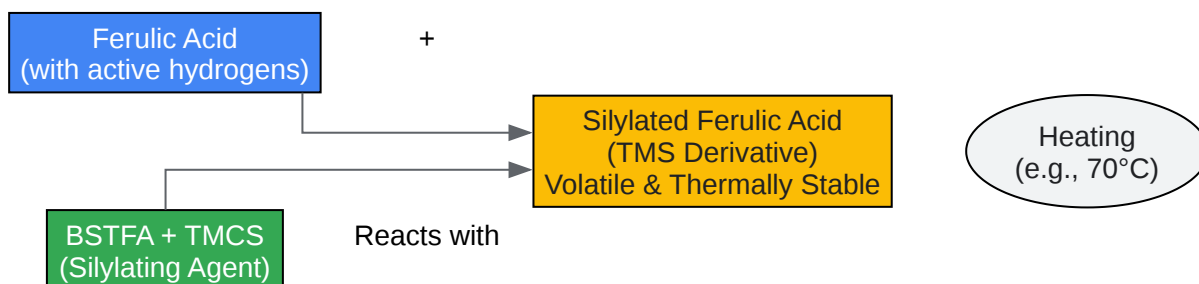 Ferulic Acid
(with active hydrogens)
+
Silylated Ferulic Acid
(TMS Derivative)
Volatile & Thermally Stable
Heating
(e.g., 70°C)
BSTFA + TMCS
(Silylating Agent)
Reacts with